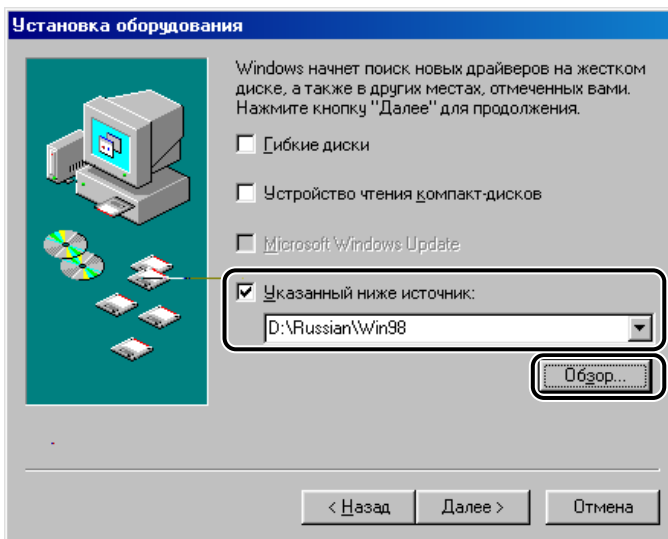 Установка оборудования
Windows начнет поиск новых драйверов на жестком
диске, а также в других местах, отмеченных вами.
Нажмите кнопку "Далее" для продолжения.
Гибкие диски
Устройство чтения компакт-дисков
Microsoft Windows Update
Указанный ниже источник:
D:\Russian\Win98
Обзор...
< Назад
Далее >
Отмена